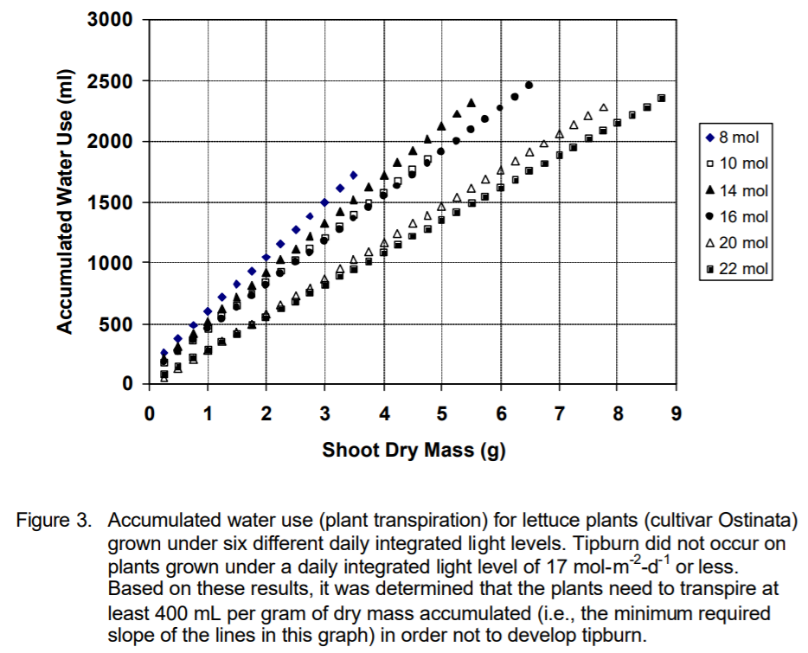 3000
2500
2000
1500
1000
500
0
Accumulated Water Use (ml)
0 1 2 3 4 5 6 7 8 9
Shoot Dry Mass (g)
8 mol
10 mol
14 mol
16 mol
20 mol
22 mol
Figure 3. Accumulated water use (plant transpiration) for lettuce plants (cultivar Ostinata)
grown under six different daily integrated light levels. Tipburn did not occur on
plants grown under a daily integrated light level of 17 mol-m⁻²-d⁻¹ or less.
Based on these results, it was determined that the plants need to transpire at
least 400 mL per gram of dry mass accumulated (i.e., the minimum required
slope of the lines in this graph) in order not to develop tipburn.